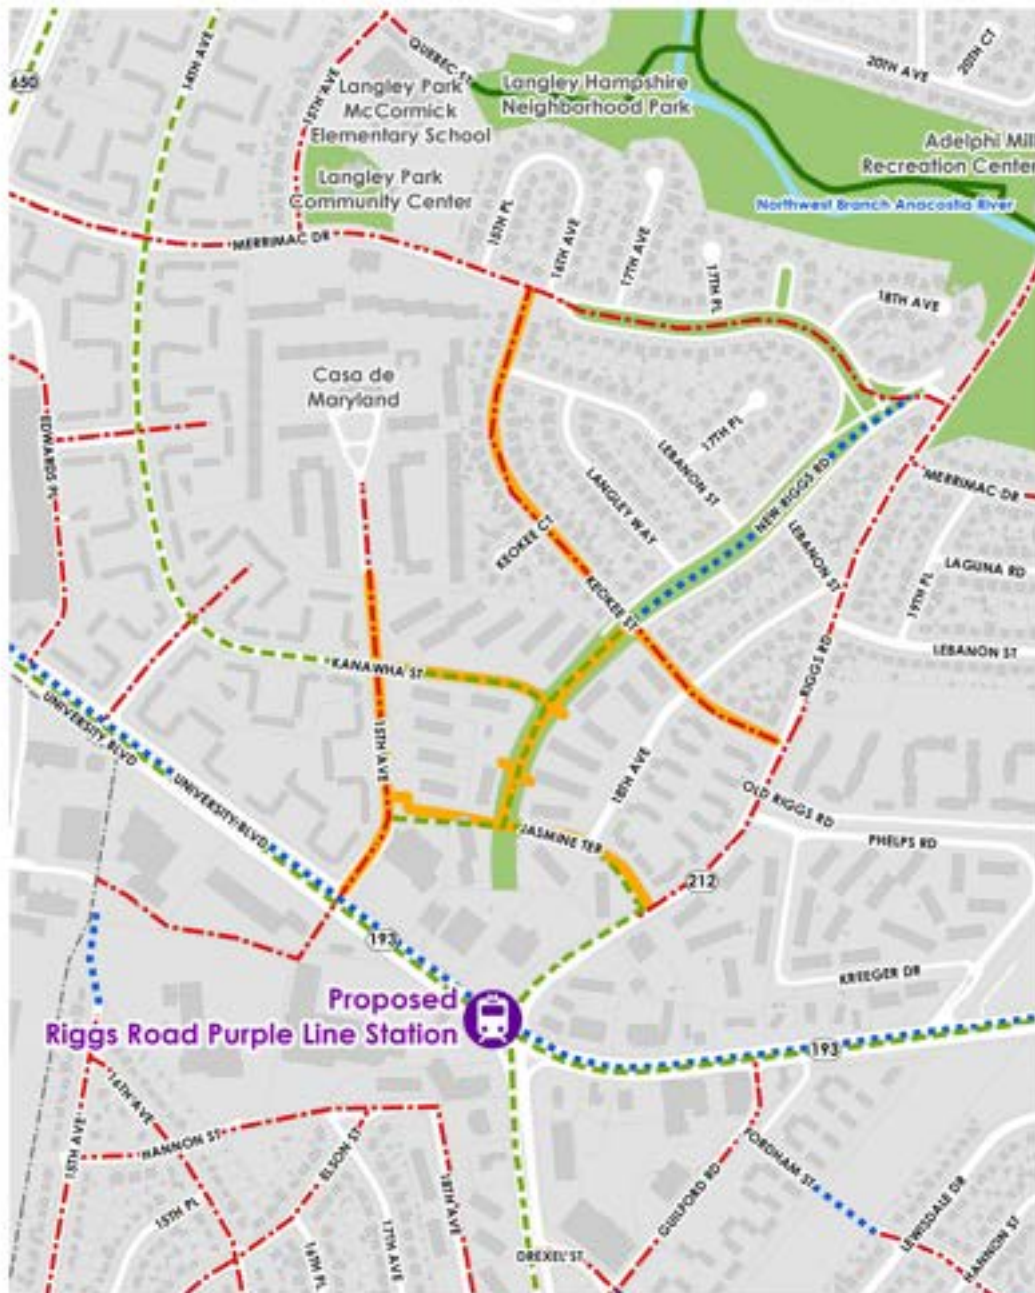 14TH AVE
650
15TH AVE
QUEBEC ST
Langley Park
McCormick
Elementary School
Langley Hampshire
Neighborhood Park
20TH AVE
20TH CT
Adelphi Mill
Recreation Center
Northwest Branch Anacostia River
Langley Park
Community Center
MERRIMAC DR
15TH PL
16TH AVE
17TH AVE
17TH PL
18TH AVE
Casa de
Maryland
EDWARDS PL
17TH PL
LEBANON ST
LANGLEY WAY
NEW RIGGS RD
MERRIMAC DR
LEBANON ST
LAGUNA RD
19TH PL
LEBANON ST
KEOKEE CT
KEOKEE ST
RIGGS RD
KANAWHA ST
UNIVERSITY BLVD
UNIVERSITY BLVD
15TH AVE
18TH AVE
OLD RIGGS RD
PHELPS RD
JASMINE TER
212
193
KREEGER DR
Proposed
Riggs Road Purple Line Station
193
16TH AVE
15TH AVE
HANNON ST
ELSON ST
18TH AVE
FORDHAM ST
GUILFORD RD
LEWISDALE DR
HANNON ST
15TH PL
16TH PL
17TH AVE
DREXEL ST